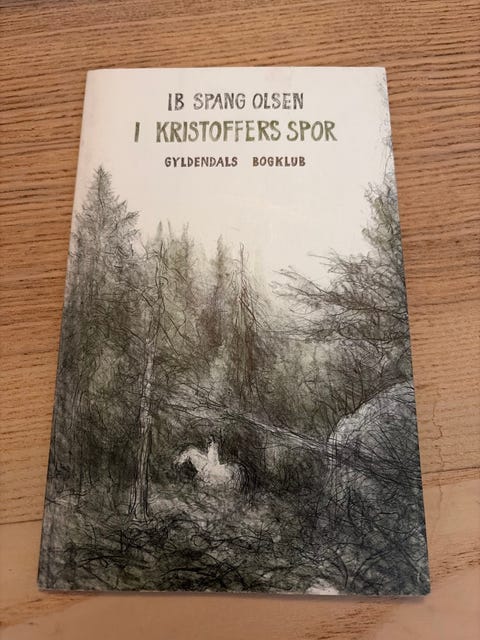 IB SPANG OLSEN
I KRISTOFFERS SPOR
GYLDENDALS BOGKLUB